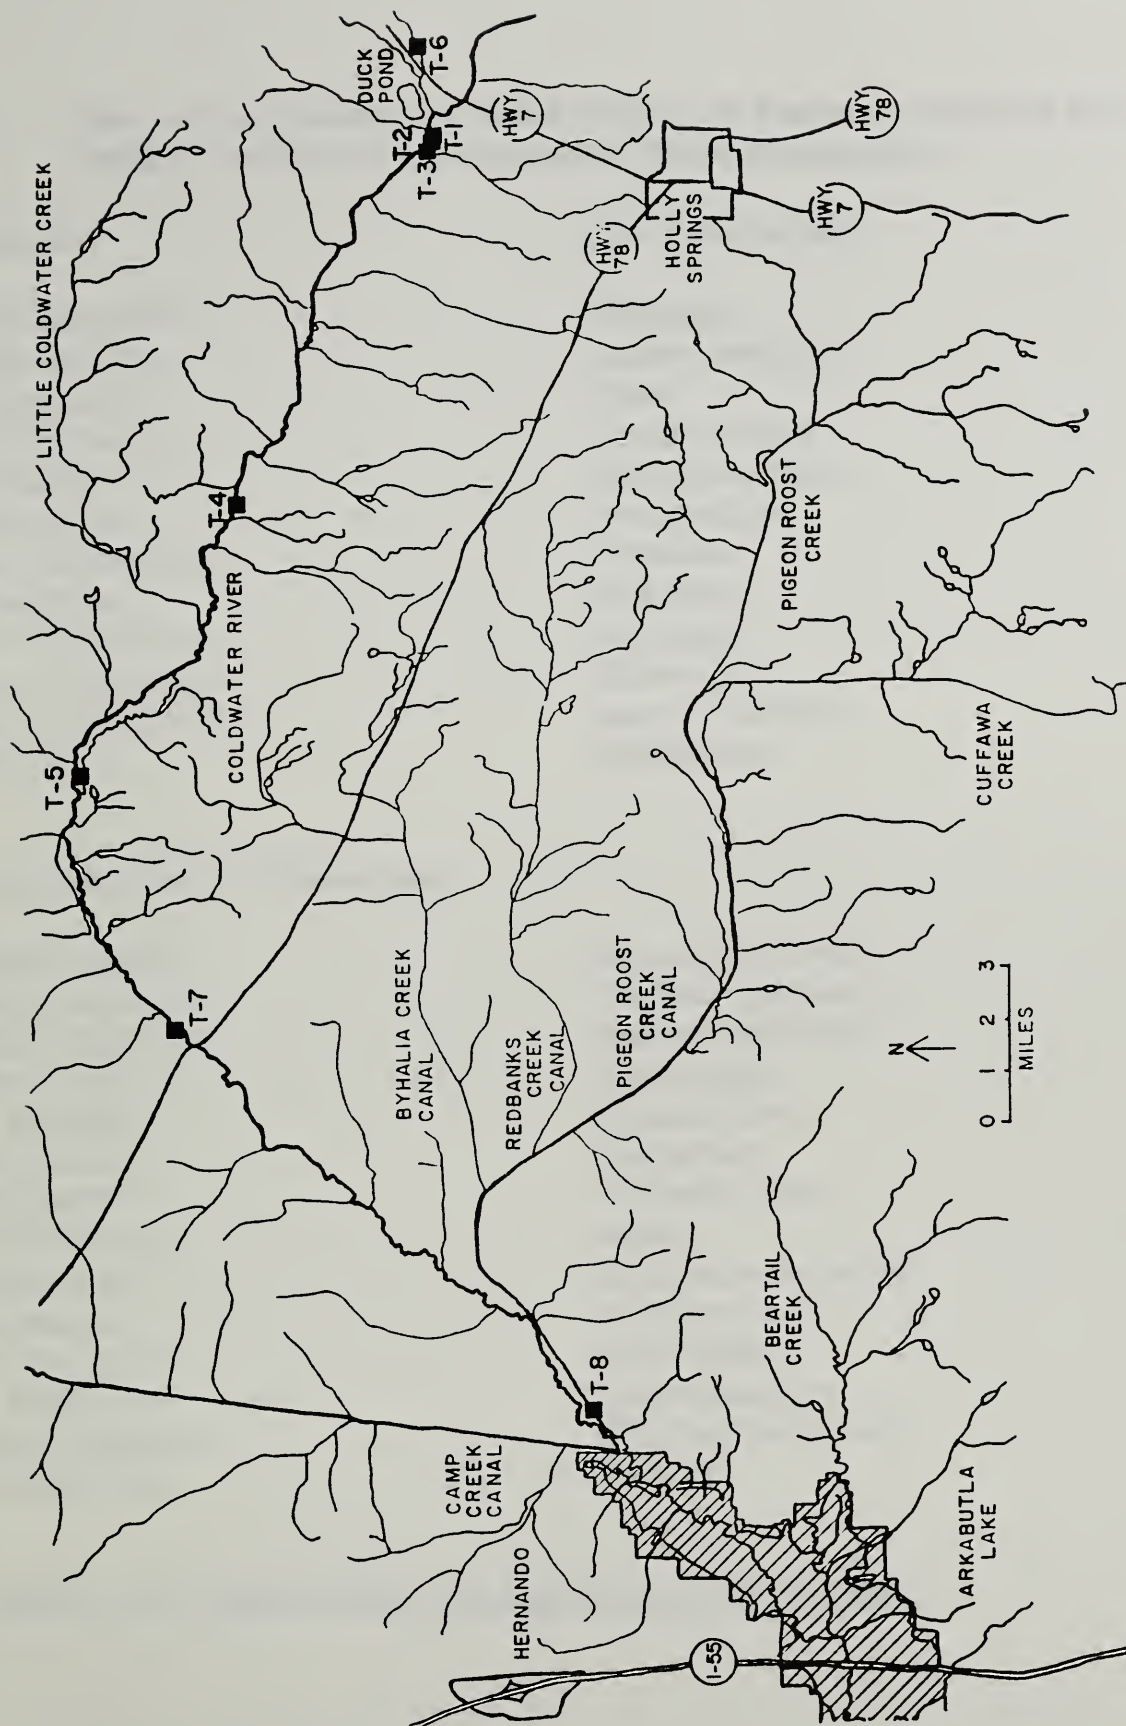 LITTLE COLDWATER CREEK
DUCK
POND
T-6
T-2
T-1
T-3
HWY
7
HWY
78
HOLLY
SPRINGS
HWY
7
HWY
78
T-4
COLDWATER RIVER
T-5
PIGEON ROOST
CREEK
CUFFAWA
CREEK
T-7
BYHALIA CREEK
CANAL
REDBANKS
CREEK
CANAL
PIGEON ROOST
CREEK
CANAL
N
0 1 2 3
MILES
T-8
BEARTAIL
CREEK
CAMP
CREEK
CANAL
HERNANDO
ARKABUTLA
LAKE
I-55